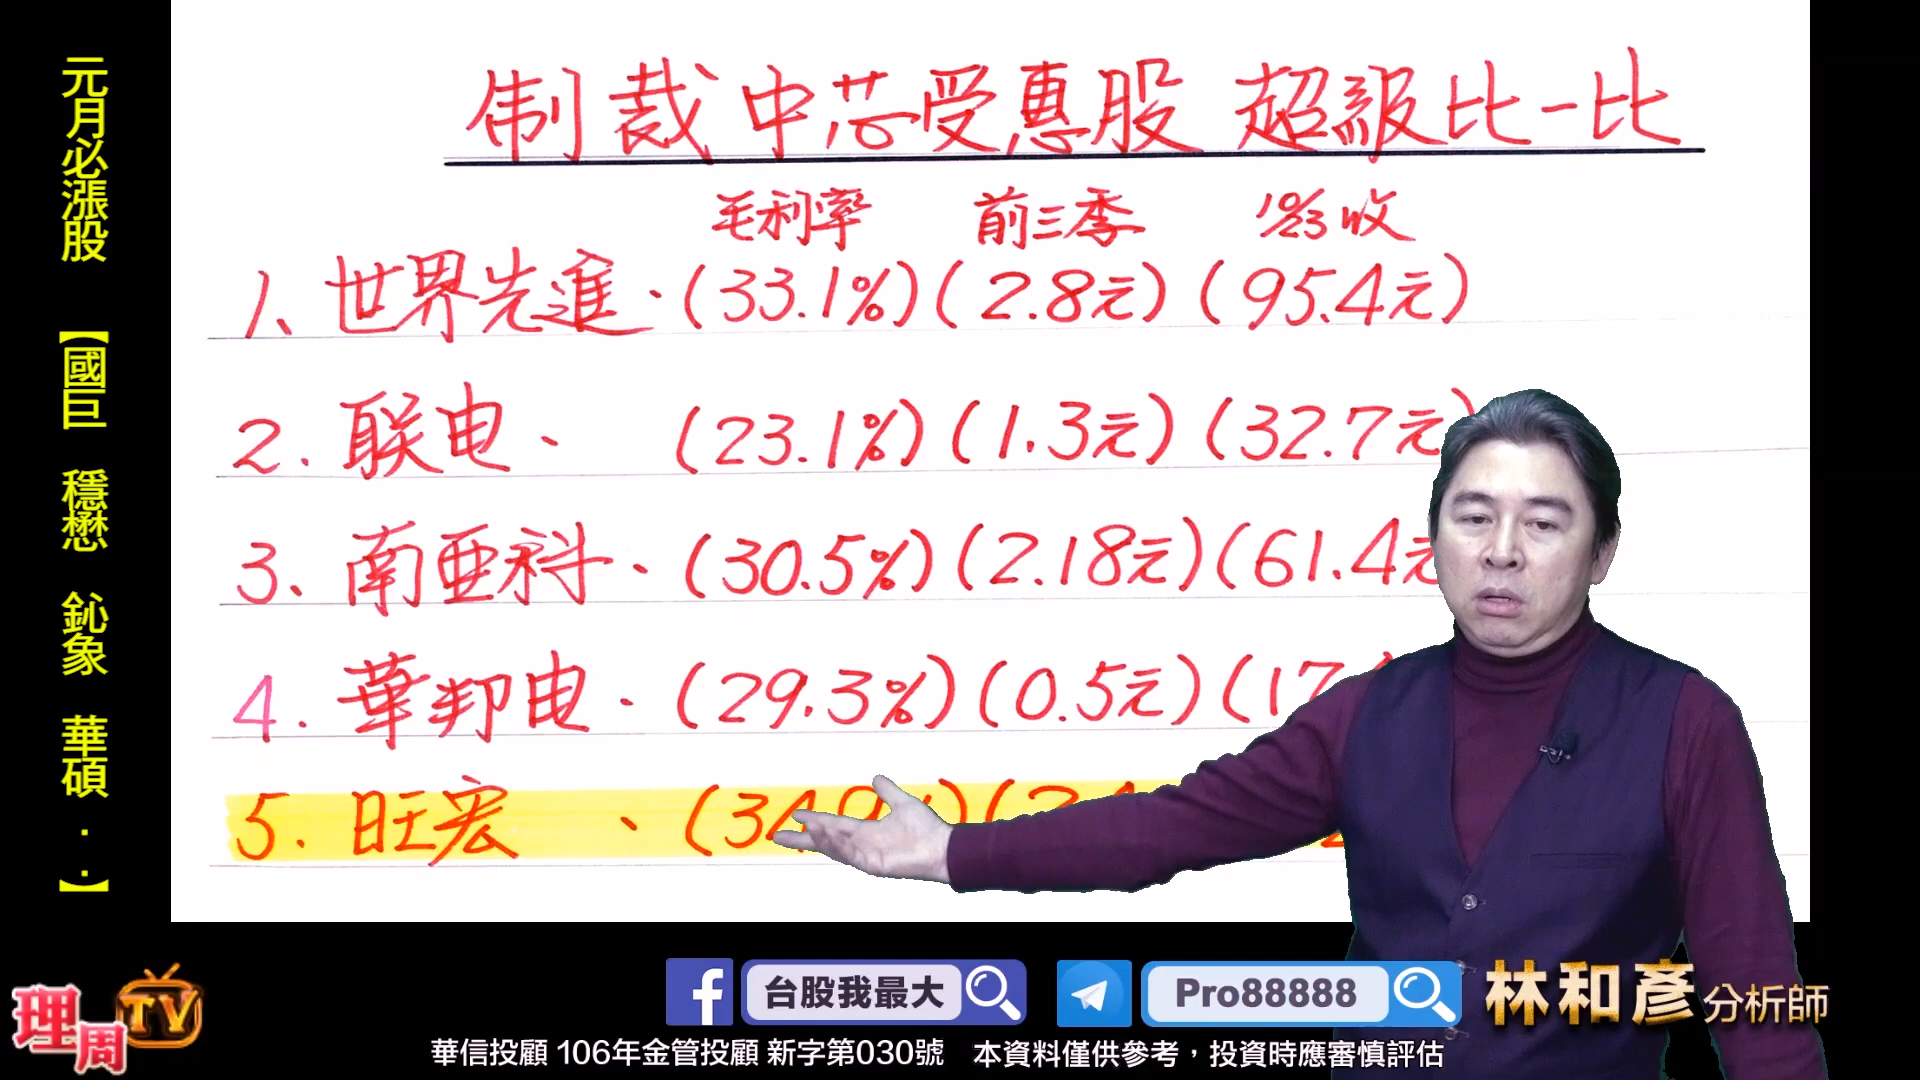 元月必漲股【國巨 穩懋 鈊象 華碩...】
制裁中芯受惠股 超級比一比
毛利率 前三季 10/23收
1、世界先進、(33.1%)(2.8元)(95.4元)
2.联电、(23.1%)(1.3元)(32.7元)
3、南亜科、(30.5%)(2.18元)(61.4元
4.華邦电、(29.3%)(0.5元)(17
5.旺宏、(34.9
理周TV
台股我最大
Pro88888
林和彥分析師
華信投顧 106年金管投顧 新字第030號 本資料僅供參考，投資時應審慎評估